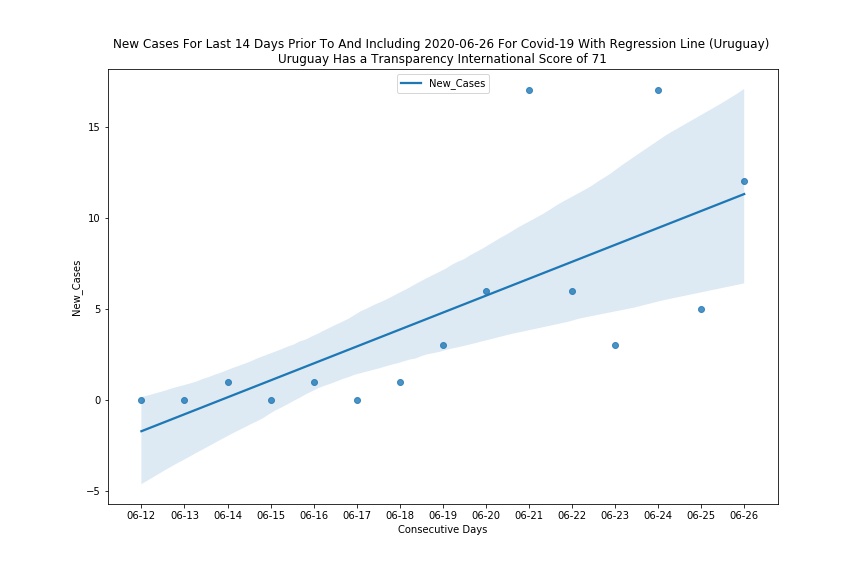 New Cases For Last 14 Days Prior To And Including 2020-06-26 For Covid-19 With Regression Line (Uruguay)
Uruguay Has a Transparency International Score of 71
New_Cases
15
10
5
0
−5
New_Cases
06-12 06-13 06-14 06-15 06-16 06-17 06-18 06-19 06-20 06-21 06-22 06-23 06-24 06-25 06-26
Consecutive Days